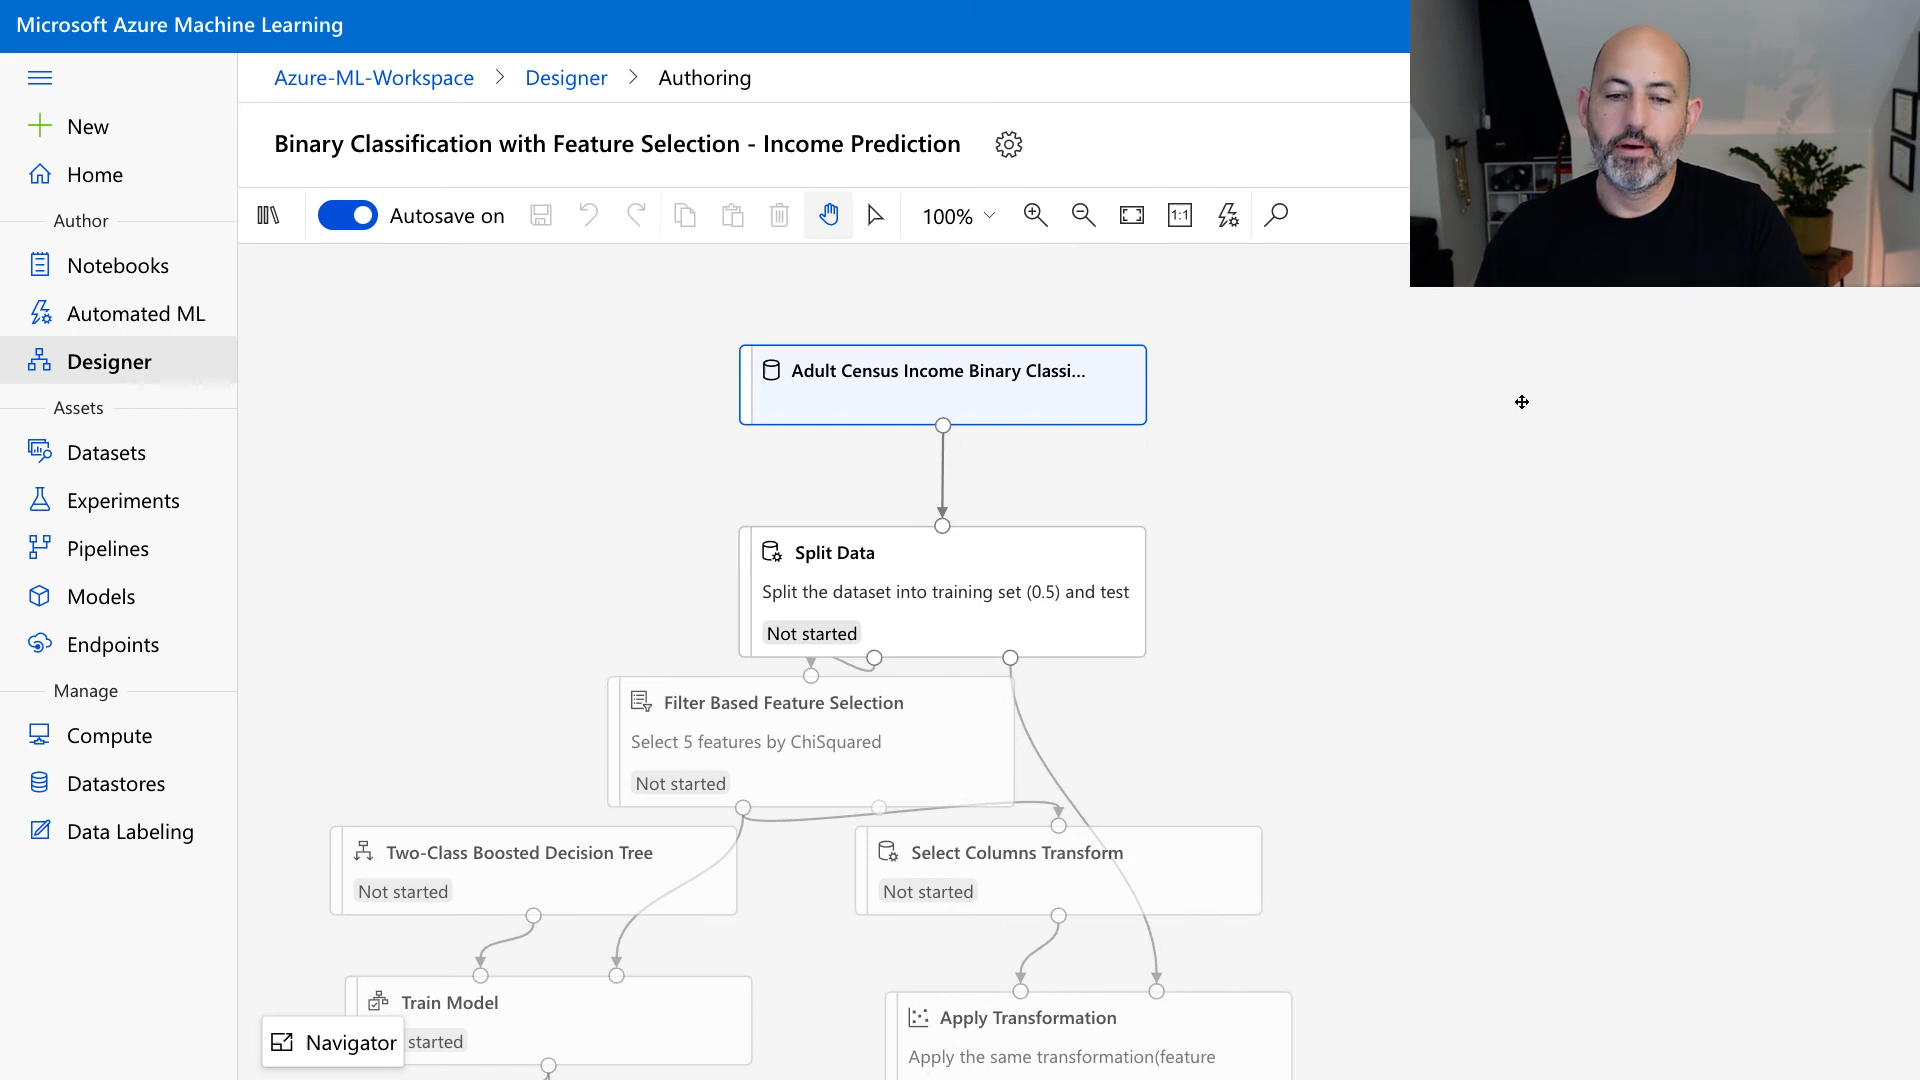 Microsoft Azure Machine Learning
Azure-ML-Workspace > Designer > Authoring
New
Home
Author
Notebooks
Automated ML
Designer
Assets
Datasets
Experiments
Pipelines
Models
Endpoints
Manage
Compute
Datastores
Data Labeling
Binary Classification with Feature Selection - Income Prediction
Autosave on
100%
1:1
Adult Census Income Binary Classi...
Split Data
Split the dataset into training set (0.5) and test
Not started
Filter Based Feature Selection
Select 5 features by ChiSquared
Not started
Two-Class Boosted Decision Tree
Not started
Select Columns Transform
Not started
Train Model
started
Navigator
Apply Transformation
Apply the same transformation(feature